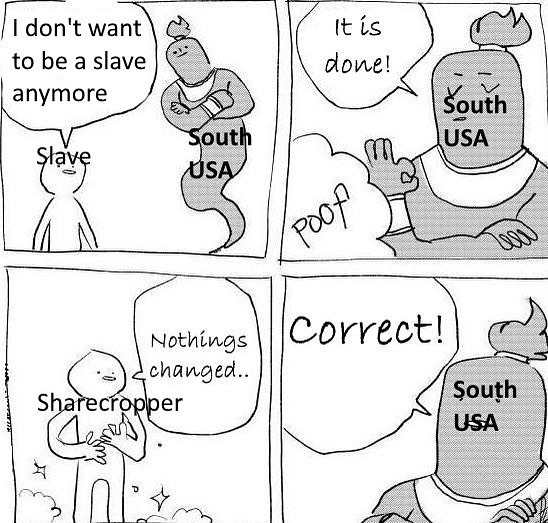 I don't want
to be a slave
anymore
Slave
South
USA
It is
done!
South
USA
POOF
Nothings
changed..
Sharecropper
Correct!
South
USA